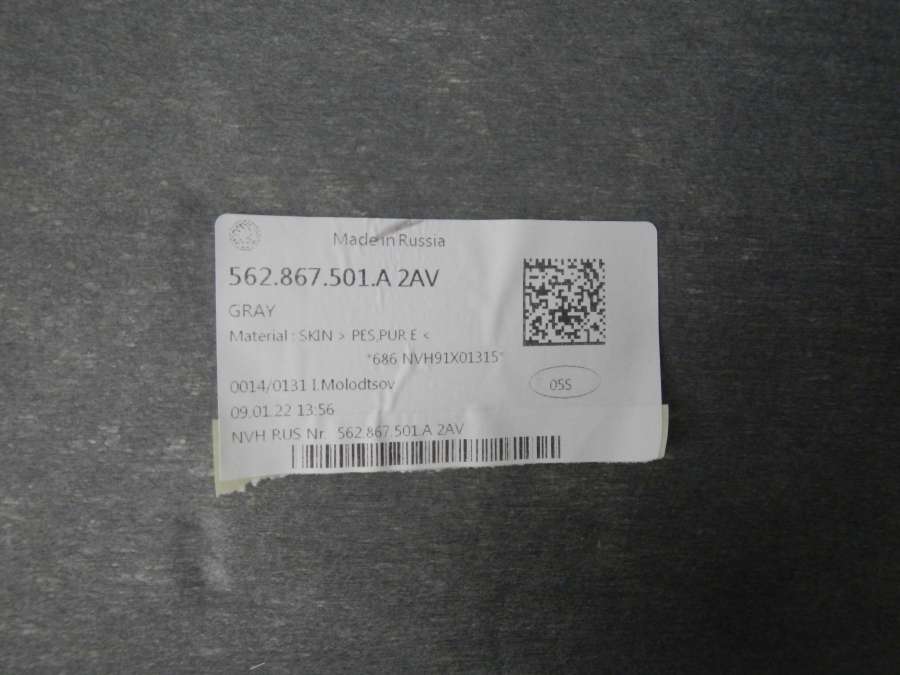 Made in Russia
562.867.501.A 2AV
GRAY
Material : SKIN > PES,PUR E <
*686 NVH91X01315*
0014/0131 I.Molodtsov
055
09.01.22 13:56
NVH RUS Nr. 562.867.501.A 2AV